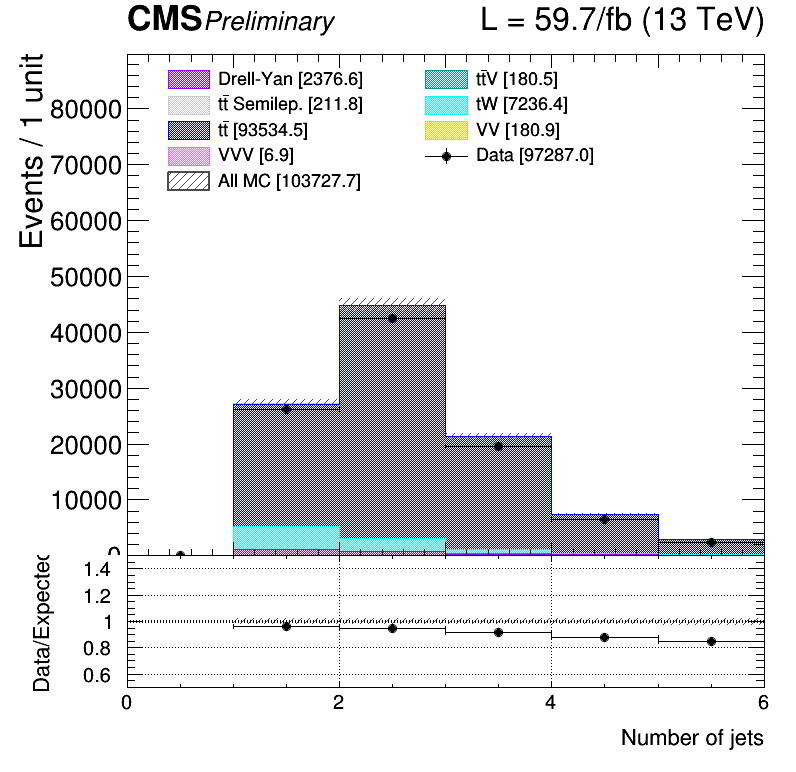 CMS Preliminary L = 59.7/fb (13 TeV)
Events / 1 unit
Drell-Yan [2376.6]
tt̄ Semilep. [211.8]
tt̄ [93534.5]
VVV [6.9]
All MC [103727.7]
tt̄V [180.5]
tW [7236.4]
VV [180.9]
Data [97287.0]
80000
70000
60000
50000
40000
30000
20000
10000
0
Data/Expected
1.4
1.2
1
0.8
0.6
0 2 4 6
Number of jets